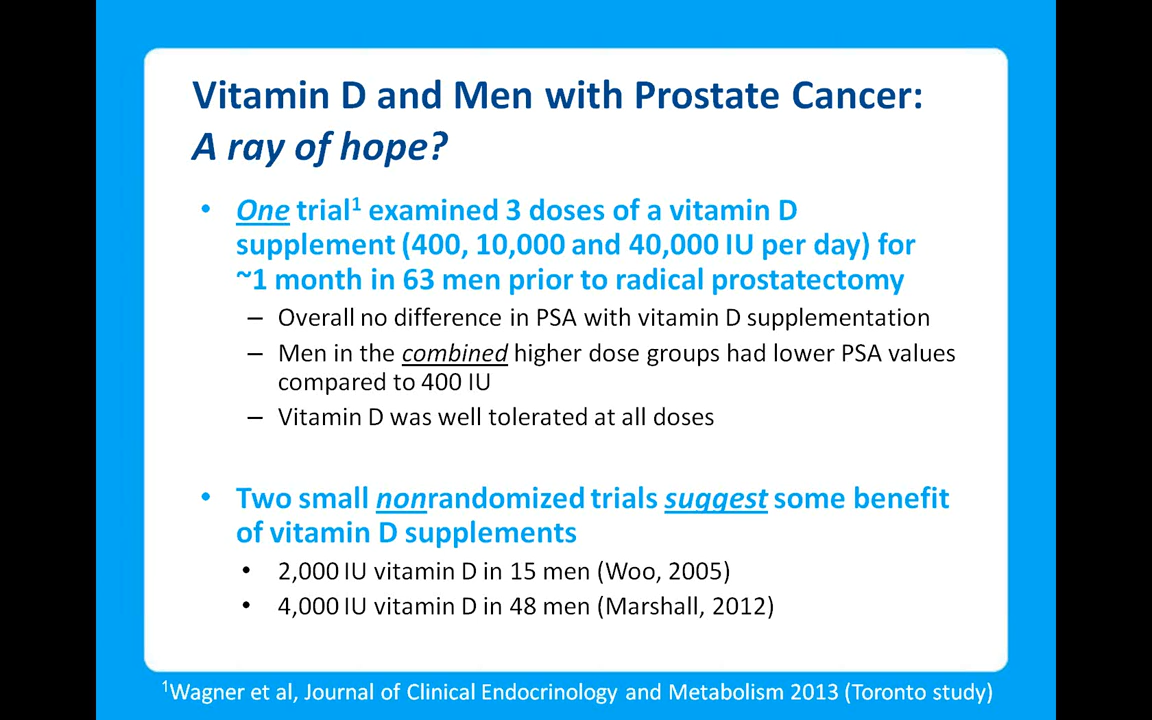 Vitamin D and Men with Prostate Cancer:
A ray of hope?
• One trial¹ examined 3 doses of a vitamin D
supplement (400, 10,000 and 40,000 IU per day) for
~1 month in 63 men prior to radical prostatectomy
– Overall no difference in PSA with vitamin D supplementation
– Men in the combined higher dose groups had lower PSA values
compared to 400 IU
– Vitamin D was well tolerated at all doses
• Two small nonrandomized trials suggest some benefit
of vitamin D supplements
• 2,000 IU vitamin D in 15 men (Woo, 2005)
• 4,000 IU vitamin D in 48 men (Marshall, 2012)
¹Wagner et al, Journal of Clinical Endocrinology and Metabolism 2013 (Toronto study)